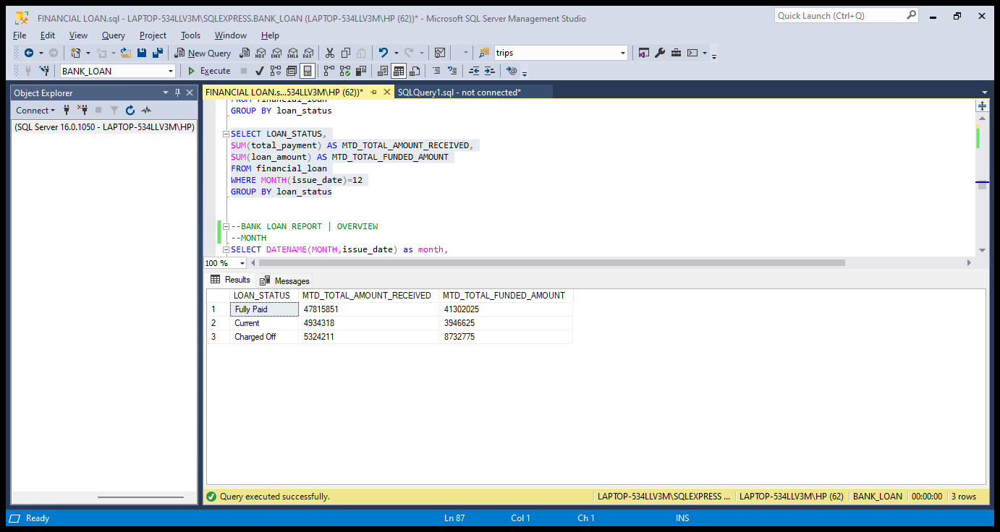 FINANCIAL LOAN.sql - LAPTOP-534LLV3M\SQLEXPRESS.BANK_LOAN (LAPTOP-534LLV3M\HP (62))* - Microsoft SQL Server Management Studio
Quick Launch (Ctrl+Q)
File Edit View Query Project Tools Window Help
New Query MDX DMX XMLA DAX trips
BANK_LOAN Execute
Object Explorer
Connect
(SQL Server 16.0.1050 - LAPTOP-534LLV3M\HP)
FINANCIAL LOAN.s...534LLV3M\HP (62))* SQLQuery1.sql - not connected*
FROM financial_loan
GROUP BY loan_status
SELECT LOAN_STATUS,
SUM(total_payment) AS MTD_TOTAL_AMOUNT_RECEIVED,
SUM(loan_amount) AS MTD_TOTAL_FUNDED_AMOUNT
FROM financial_loan
WHERE MONTH(issue_date)=12
GROUP BY loan_status
--BANK LOAN REPORT | OVERVIEW
--MONTH
SELECT DATENAME(MONTH,issue_date) as month,
100 %
Results Messages
LOAN_STATUS MTD_TOTAL_AMOUNT_RECEIVED MTD_TOTAL_FUNDED_AMOUNT
1 Fully Paid 47815851 41302025
2 Current 4934318 3946625
3 Charged Off 5324211 8732775
Query executed successfully. LAPTOP-534LLV3M\SQLEXPRESS ... LAPTOP-534LLV3M\HP (62) BANK_LOAN 00:00:00 3 rows
Ready Ln 87 Col 1 Ch 1 INS